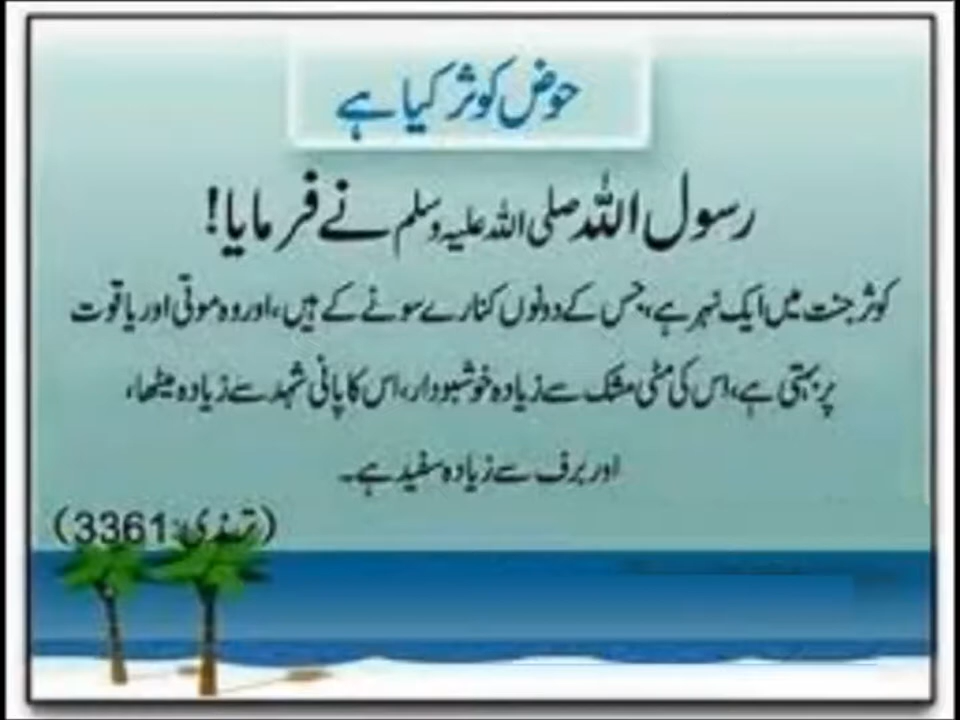 حوض کوثر کیا ہے
رسول اللہ صلی اللہ علیہ وسلم نے فرمایا!
کوثر جنت میں ایک نہر ہے، جس کے دونوں کنارے سونے کے ہیں، اور وہ موتی اور یاقوت
پر بہتی ہے، اس کی مٹی مشک سے زیادہ خوشبودار، اس کا پانی شہد سے زیادہ میٹھا،
اور برف سے زیادہ سفید ہے۔
(ترمذی: 3361)